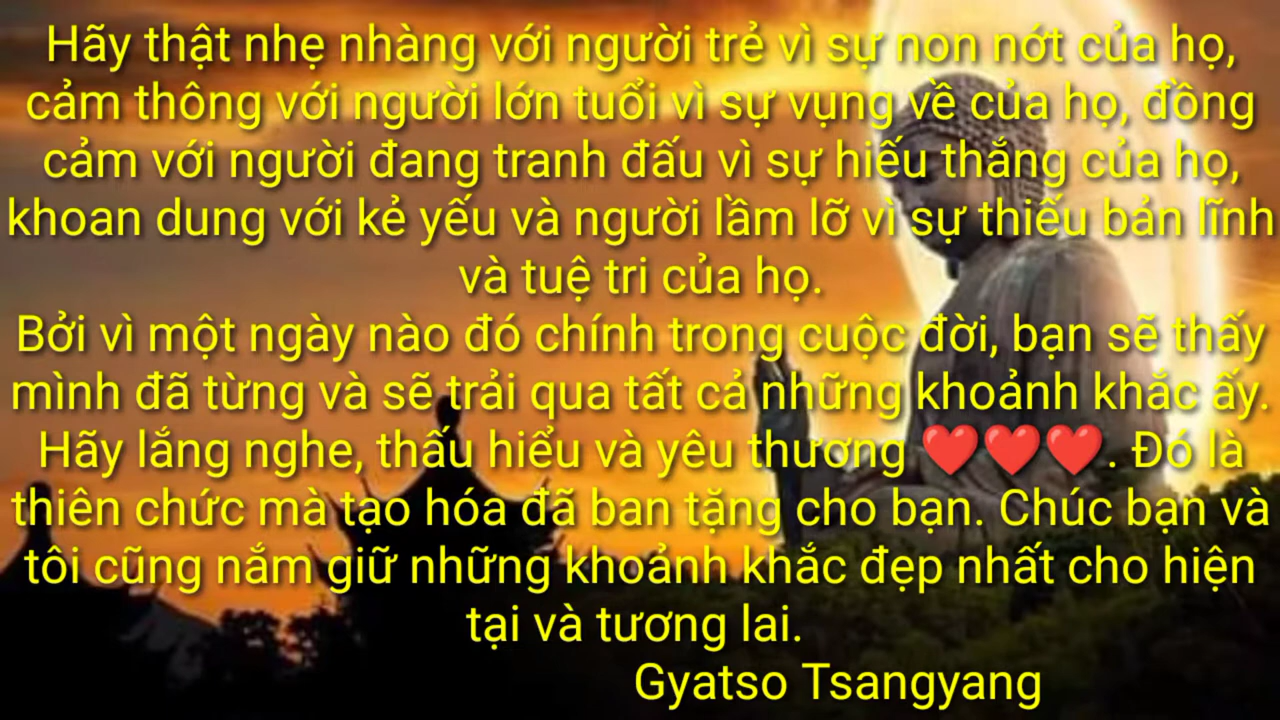 Hãy thật nhẹ nhàng với người trẻ vì sự non nớt của họ,
cảm thông với người lớn tuổi vì sự vụng về của họ, đồng
cảm với người đang tranh đấu vì sự hiếu thắng của họ,
khoan dung với kẻ yếu và người lầm lỡ vì sự thiếu bản lĩnh
và tuệ tri của họ.
Bởi vì một ngày nào đó chính trong cuộc đời, bạn sẽ thấy
mình đã từng và sẽ trải qua tất cả những khoảnh khắc ấy.
Hãy lắng nghe, thấu hiểu và yêu thương ❤️❤️❤️. Đó là
thiên chức mà tạo hóa đã ban tặng cho bạn. Chúc bạn và
tôi cũng nắm giữ những khoảnh khắc đẹp nhất cho hiện
tại và tương lai.
Gyatso Tsangyang